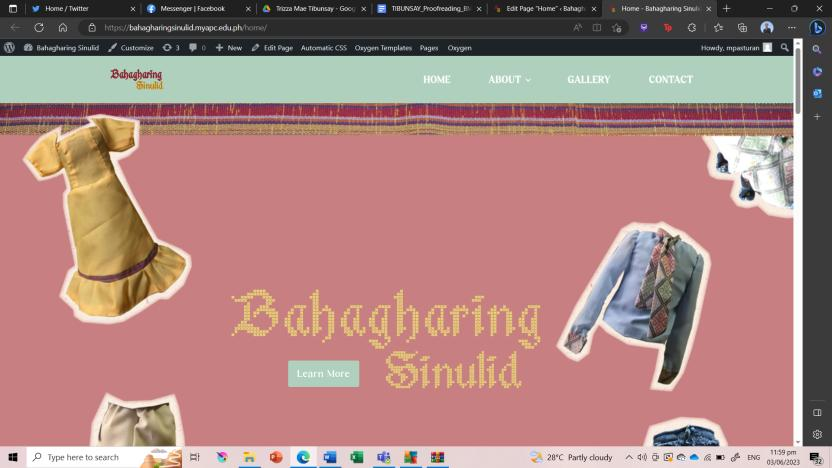 Home / Twitter
Messenger | Facebook
Trizza Mae Tibunsay - Goog
TIBUNSAY_Proofreading_BM
Edit Page "Home" ‹ Bahagh
Home - Bahagharing Sinuli
https://bahagharingsinulid.myapc.edu.ph/home/
Bahagharing Sinulid Customize 3 0 New Edit Page Automatic CSS Oxygen Templates Pages Oxygen Howdy, mpasturan
Bahagharing
Sinulid
HOME ABOUT GALLERY CONTACT
Bahagharing
Sinulid
Learn More
Type here to search
28°C Partly cloudy
ENG
11:59 pm
03/06/2023
32